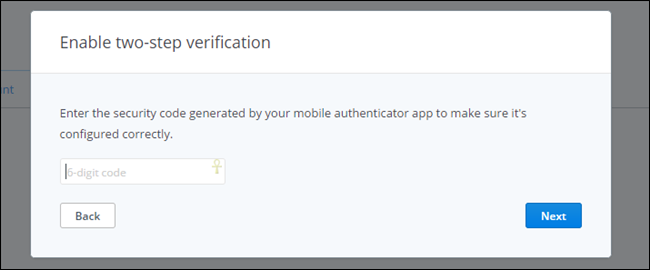 Enable two-step verification
nt
Enter the security code generated by your mobile authenticator app to make sure it's
configured correctly.
6-digit code
Back Next